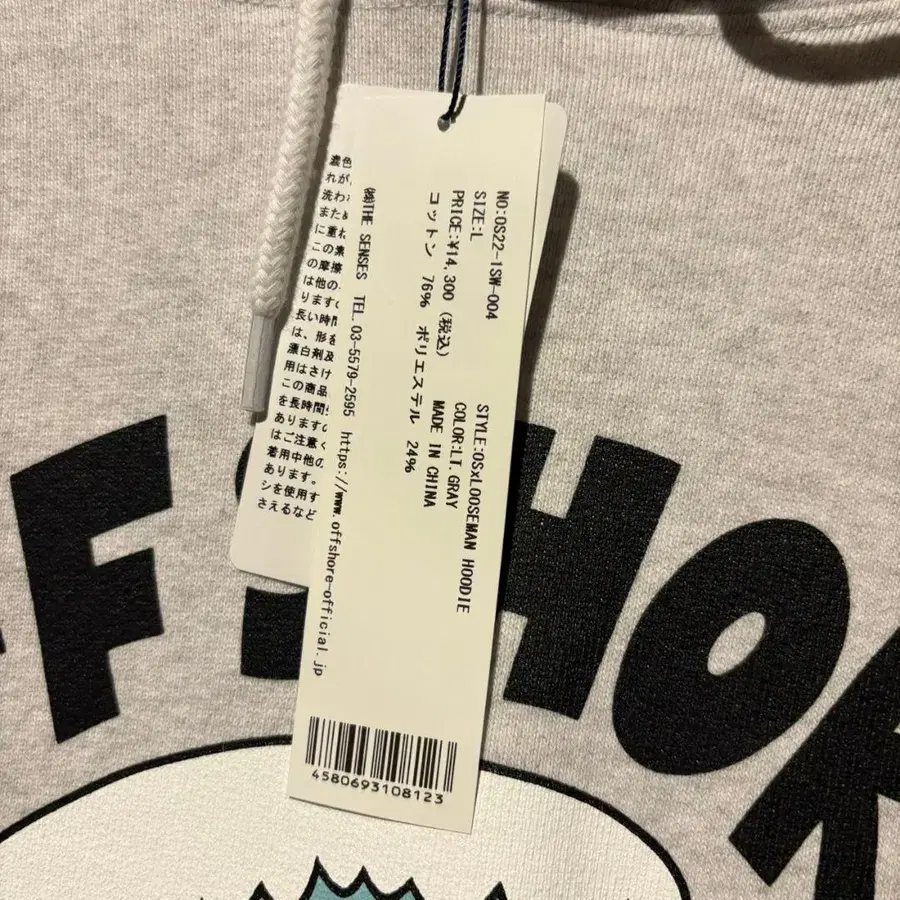 NO:OS22-1SW-004
STYLE:OSxLOOSEMAN HOODIE
SIZE:L
COLOR:LT.GRAY
PRICE:¥14,300 (税込)
MADE IN CHINA
コットン 76% ポリエステル 24%
㈱THE SENSES TEL.03-5579-2595 https://www.offshore-official.jp
4580693108123
濃色
れが
洗わ
また
に重ね
この素
の摩擦
は他の
ります
長い時間
は、形を
漂白剤及
用はさけ
この商品
を長時間
ありますの
はご注意く
着用中他の
あります。
シを使用す
さえるなど
F SHOR